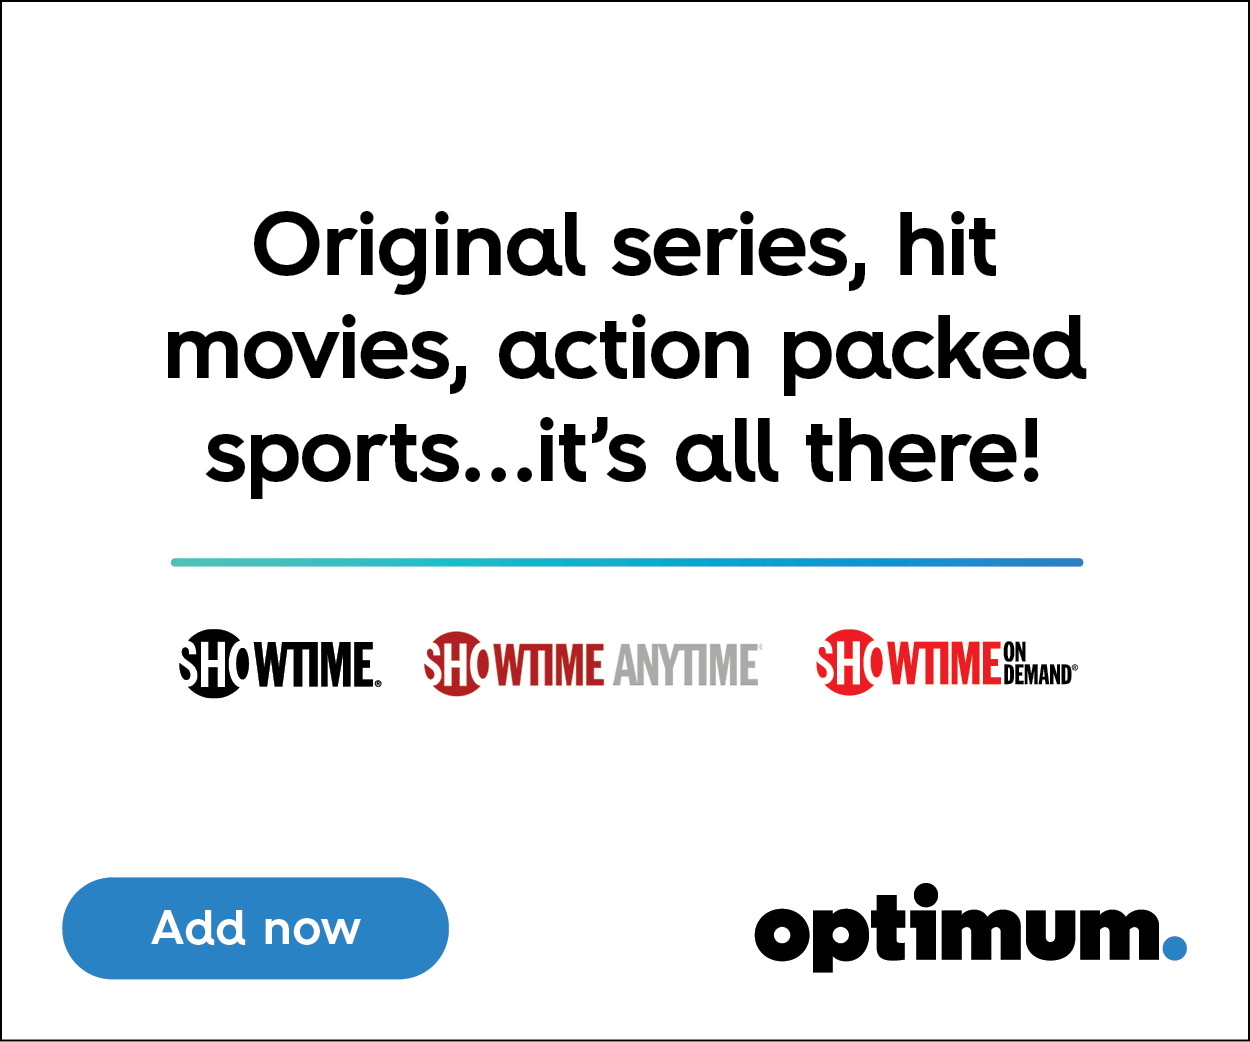 Original series, hit
movies, action packed
sports...it’s all there!
SHOWTIME® SHOWTIME ANYTIME® SHOWTIME ON DEMAND®
Add now
optimum.